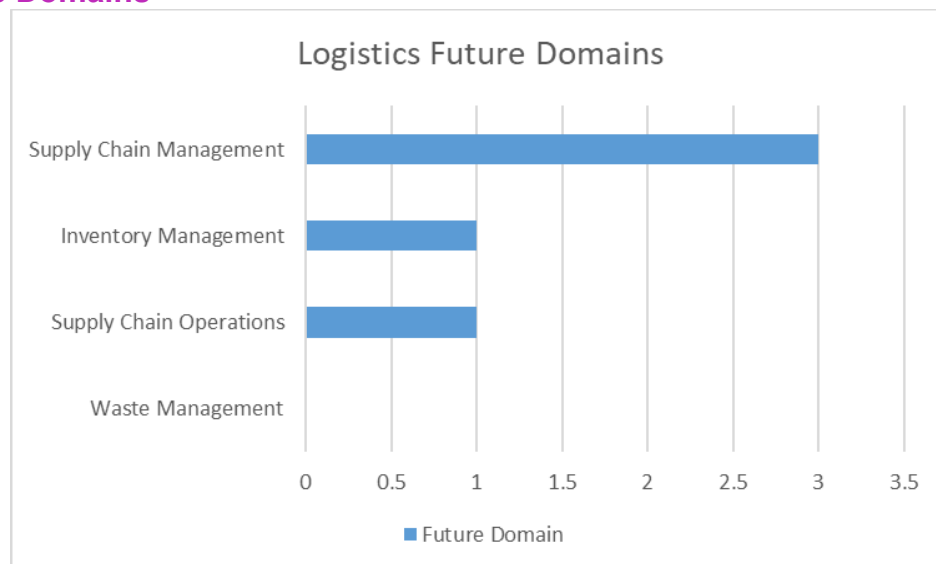 Domains
Logistics Future Domains
Supply Chain Management
Inventory Management
Supply Chain Operations
Waste Management
0 0.5 1 1.5 2 2.5 3 3.5
Future Domain